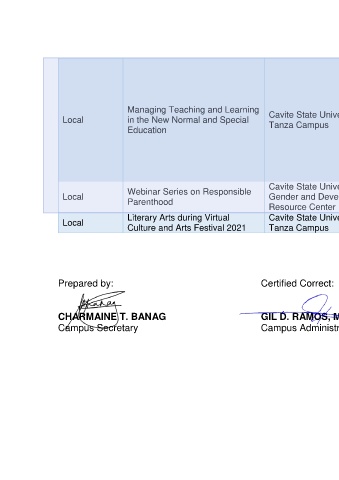 Managing Teaching and Learning
in the New Normal and Special
Education
Local
Cavite State Unive
Tanza Campus
Local
Webinar Series on Responsible
Parenthood
Cavite State Unive
Gender and Deve
Resource Center
Local
Literary Arts during Virtual
Culture and Arts Festival 2021
Cavite State Unive
Tanza Campus
Prepared by:
Certified Correct:
CHARMAINE T. BANAG
GIL D. RAMOS, M
Campus Secretary
Campus Administr